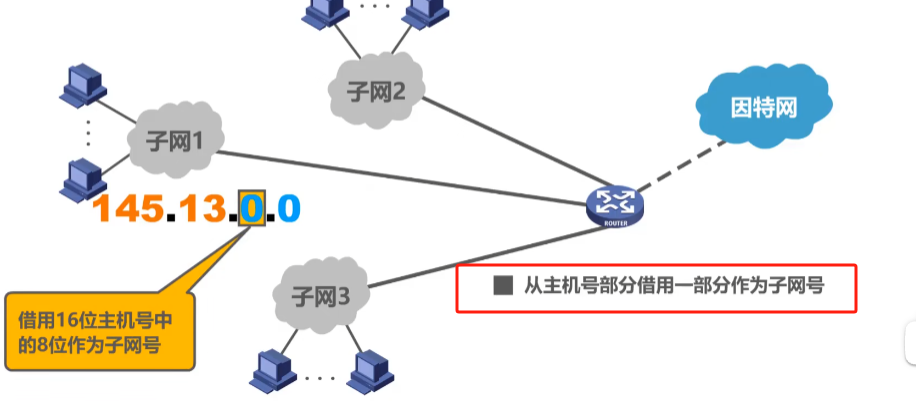 子网2
因特网
子网1
145.13.0.0
ROUTER
从主机号部分借用一部分作为子网号
子网3
借用16位主机号中
的8位作为子网号